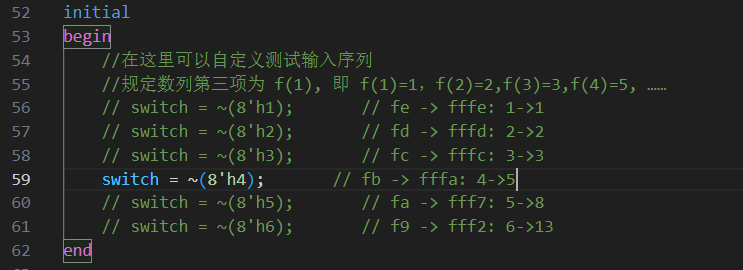 52 initial
53 begin
54 //在这里可以自定义测试输入序列
55 //规定数列第三项为 f(1), 即 f(1)=1, f(2)=2,f(3)=3,f(4)=5, ……
56 // switch = ~(8'h1); // fe -> fffe: 1->1
57 // switch = ~(8'h2); // fd -> fffd: 2->2
58 // switch = ~(8'h3); // fc -> fffc: 3->3
59 switch = ~(8'h4); // fb -> fffa: 4->5
60 // switch = ~(8'h5); // fa -> fff7: 5->8
61 // switch = ~(8'h6); // f9 -> fff2: 6->13
62 end